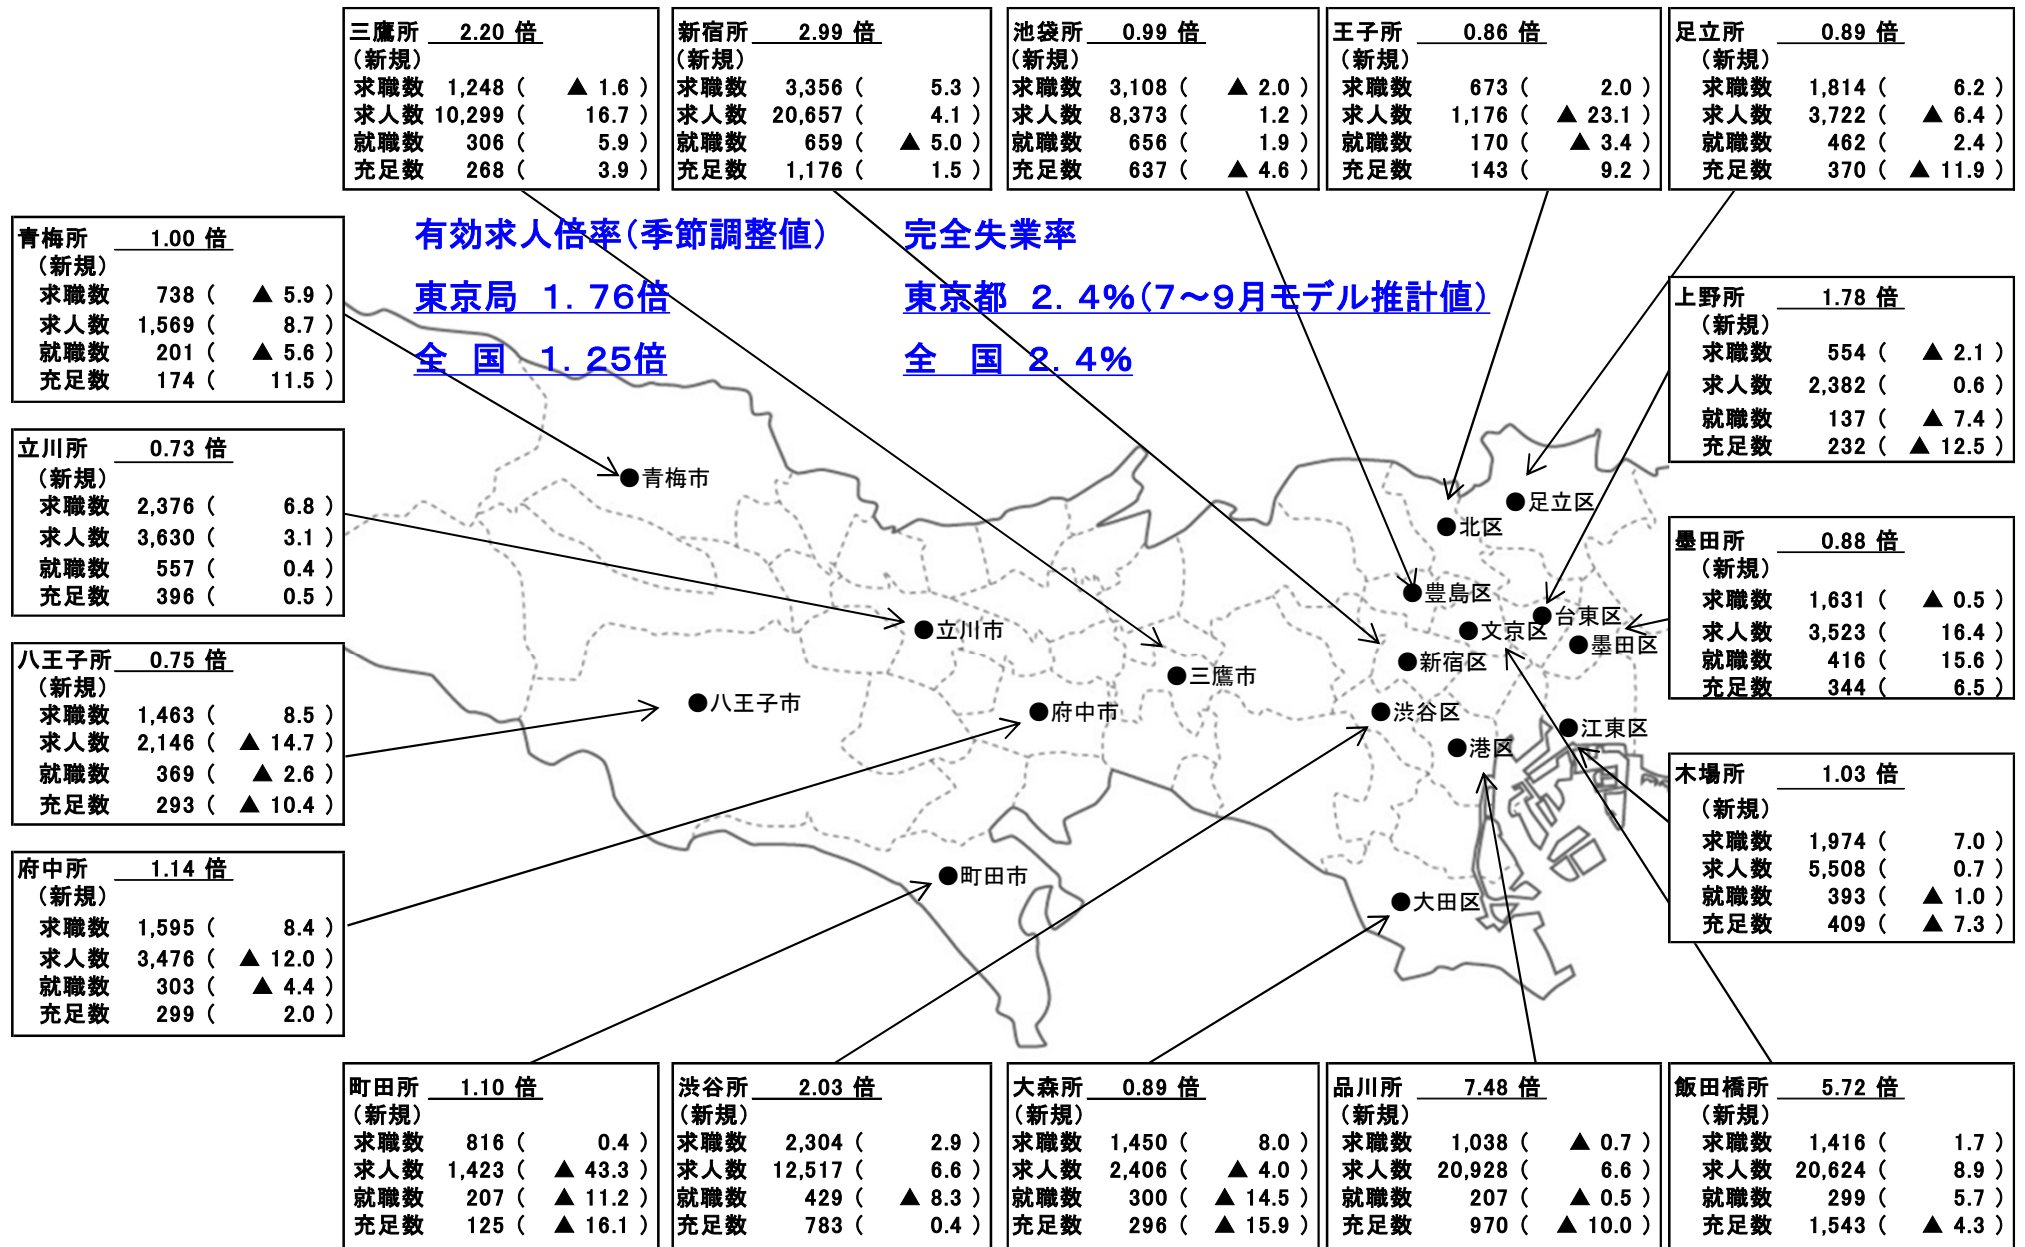 三鷹所 2.20 倍
(新規)
求職数 1,248 ( ▲ 1.6 )
求人数 10,299 ( 16.7 )
就職数 306 ( 5.9 )
充足数 268 ( 3.9 )
新宿所 2.99 倍
(新規)
求職数 3,356 ( 5.3 )
求人数 20,657 ( 4.1 )
就職数 659 ( ▲ 5.0 )
充足数 1,176 ( 1.5 )
池袋所 0.99 倍
(新規)
求職数 3,108 ( ▲ 2.0 )
求人数 8,373 ( 1.2 )
就職数 656 ( 1.9 )
充足数 637 ( ▲ 4.6 )
王子所 0.86 倍
(新規)
求職数 673 ( 2.0 )
求人数 1,176 ( ▲ 23.1 )
就職数 170 ( ▲ 3.4 )
充足数 143 ( 9.2 )
足立所 0.89 倍
(新規)
求職数 1,814 ( 6.2 )
求人数 3,722 ( ▲ 6.4 )
就職数 462 ( 2.4 )
充足数 370 ( ▲ 11.9 )
有効求人倍率(季節調整値)
東京局 1.76倍
全 国 1.25倍
完全失業率
東京都 2.4%(7～9月モデル推計値)
全 国 2.4%
青梅所 1.00 倍
(新規)
求職数 738 ( ▲ 5.9 )
求人数 1,569 ( 8.7 )
就職数 201 ( ▲ 5.6 )
充足数 174 ( 11.5 )
立川所 0.73 倍
(新規)
求職数 2,376 ( 6.8 )
求人数 3,630 ( 3.1 )
就職数 557 ( 0.4 )
充足数 396 ( 0.5 )
八王子所 0.75 倍
(新規)
求職数 1,463 ( 8.5 )
求人数 2,146 ( ▲ 14.7 )
就職数 369 ( ▲ 2.6 )
充足数 293 ( ▲ 10.4 )
府中所 1.14 倍
(新規)
求職数 1,595 ( 8.4 )
求人数 3,476 ( ▲ 12.0 )
就職数 303 ( ▲ 4.4 )
充足数 299 ( 2.0 )
青梅市
立川市
八王子市
府中市
三鷹市
町田市
足立区
北区
豊島区
台東区
文京区
墨田区
新宿区
渋谷区
江東区
港区
大田区
上野所 1.78 倍
(新規)
求職数 554 ( ▲ 2.1 )
求人数 2,382 ( 0.6 )
就職数 137 ( ▲ 7.4 )
充足数 232 ( ▲ 12.5 )
墨田所 0.88 倍
(新規)
求職数 1,631 ( ▲ 0.5 )
求人数 3,523 ( 16.4 )
就職数 416 ( 15.6 )
充足数 344 ( 6.5 )
木場所 1.03 倍
(新規)
求職数 1,974 ( 7.0 )
求人数 5,508 ( 0.7 )
就職数 393 ( ▲ 1.0 )
充足数 409 ( ▲ 7.3 )
町田所 1.10 倍
(新規)
求職数 816 ( 0.4 )
求人数 1,423 ( ▲ 43.3 )
就職数 207 ( ▲ 11.2 )
充足数 125 ( ▲ 16.1 )
渋谷所 2.03 倍
(新規)
求職数 2,304 ( 2.9 )
求人数 12,517 ( 6.6 )
就職数 429 ( ▲ 8.3 )
充足数 783 ( 0.4 )
大森所 0.89 倍
(新規)
求職数 1,450 ( 8.0 )
求人数 2,406 ( ▲ 4.0 )
就職数 300 ( ▲ 14.5 )
充足数 296 ( ▲ 15.9 )
品川所 7.48 倍
(新規)
求職数 1,038 ( ▲ 0.7 )
求人数 20,928 ( 6.6 )
就職数 207 ( ▲ 0.5 )
充足数 970 ( ▲ 10.0 )
飯田橋所 5.72 倍
(新規)
求職数 1,416 ( 1.7 )
求人数 20,624 ( 8.9 )
就職数 299 ( 5.7 )
充足数 1,543 ( ▲ 4.3 )